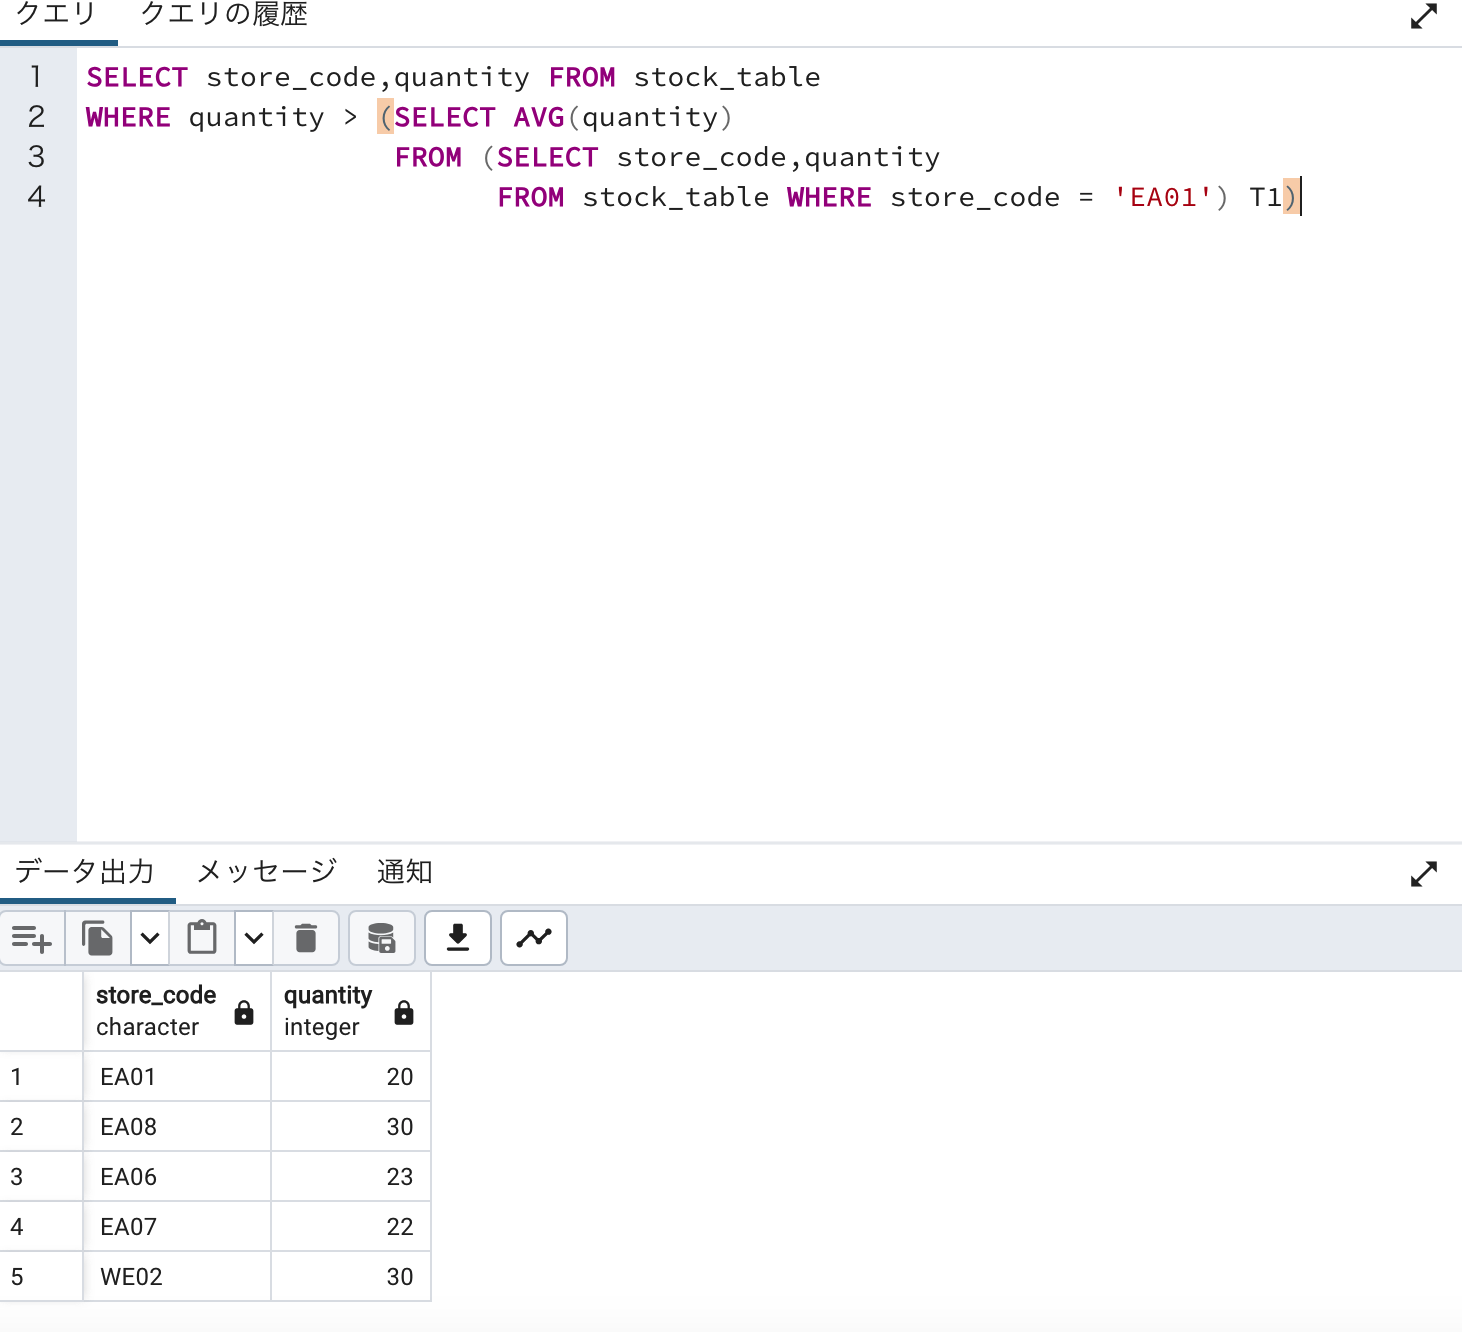 クエリ クエリの履歴
1 SELECT store_code,quantity FROM stock_table
2 WHERE quantity > (SELECT AVG(quantity)
3 FROM (SELECT store_code,quantity
4 FROM stock_table WHERE store_code = 'EA01') T1)
データ出力 メッセージ 通知
store_code quantity
character integer
1 EA01 20
2 EA08 30
3 EA06 23
4 EA07 22
5 WE02 30